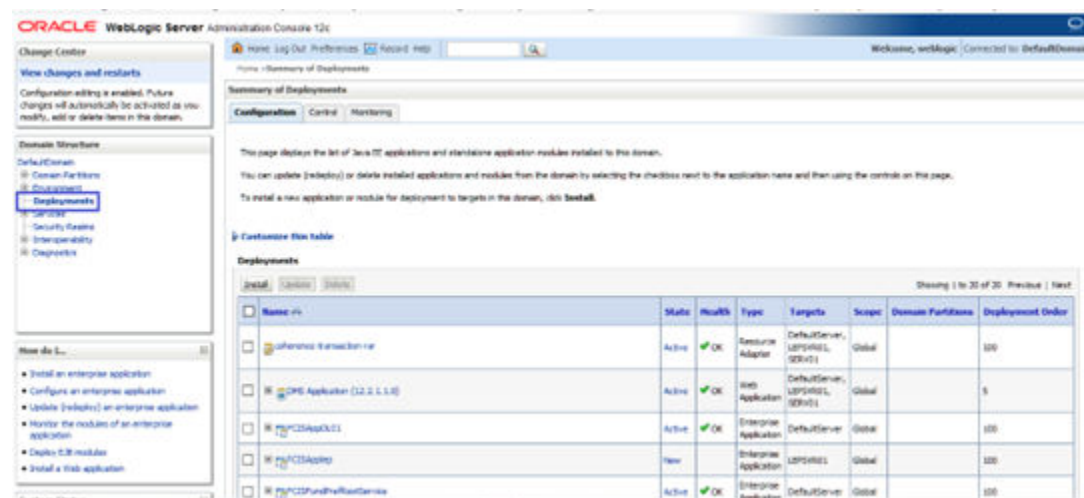 ORACLE WebLogic Server Administration Console 12c
Change Center
View changes and restarts
Configuration editing is enabled. Future
changes will automatically be activated as you
modify, add or delete items in this domain.
Domain Structure
DefaultDomain
Domain Partitions
Environment
Deployments
Services
Security Realms
Interoperability
Diagnostics
How do I...
Install an enterprise application
Configure an enterprise application
Update (redeploy) an enterprise application
Monitor the modules of an enterprise
application
Deploy EJB modules
Install a Web application
Home Log Out Preferences Record Help
Welcome, weblogic Connected to: DefaultDomai
Home >Summary of Deployments
Summary of Deployments
Configuration Control Monitoring
This page displays the list of Java EE applications and standalone application modules installed to this domain.
You can update (redeploy) or delete installed applications and modules from the domain by selecting the checkbox next to the application name and then using the controls on this page.
To install a new application or module for deployment to targets in this domain, click Install.
Customize this table
Deployments
Install Update Delete
Showing 1 to 20 of 20 Previous | Next
Name State Health Type Targets Scope Domain Partitions Deployment Order
coherence-transaction-rar Active OK Resource Adapter DefaultServer, Global 100
DMS Application (12.2.1.1.0) Active OK Web Application DefaultServer, Global 5
Active OK Enterprise Application DefaultServer Global 100
New Enterprise Application Global 100
Active OK Enterprise Application DefaultServer Global 100